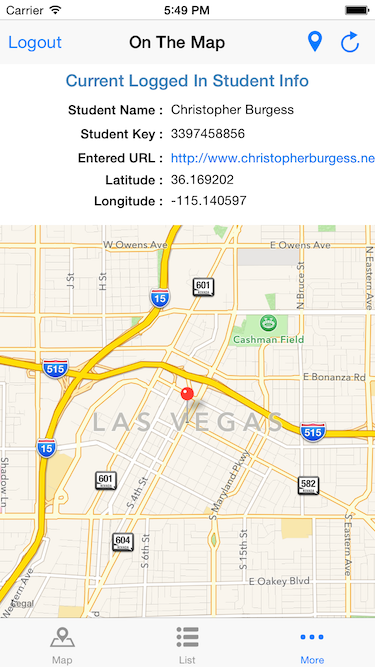 Carrier 5:49 PM
Logout On The Map
Current Logged In Student Info
Student Name : Christopher Burgess
Student Key : 3397458856
Entered URL : http://www.christopherburgess.ne
Latitude : 36.169202
Longitude : -115.140597
W Owens Ave E Owens Ave
N Eastern Ave
J St
H St
N Bruce St
601
15
Cashman Field
515
E Bonanza Rd
LAS VEGAS
515
15
Shadow Ln
601
S 4th St
S Maryland Pkwy
582
604
S 6th St
S 15th St
S Eastern Ave
E Oakey Blvd
Western Ave
Legal
Map List More